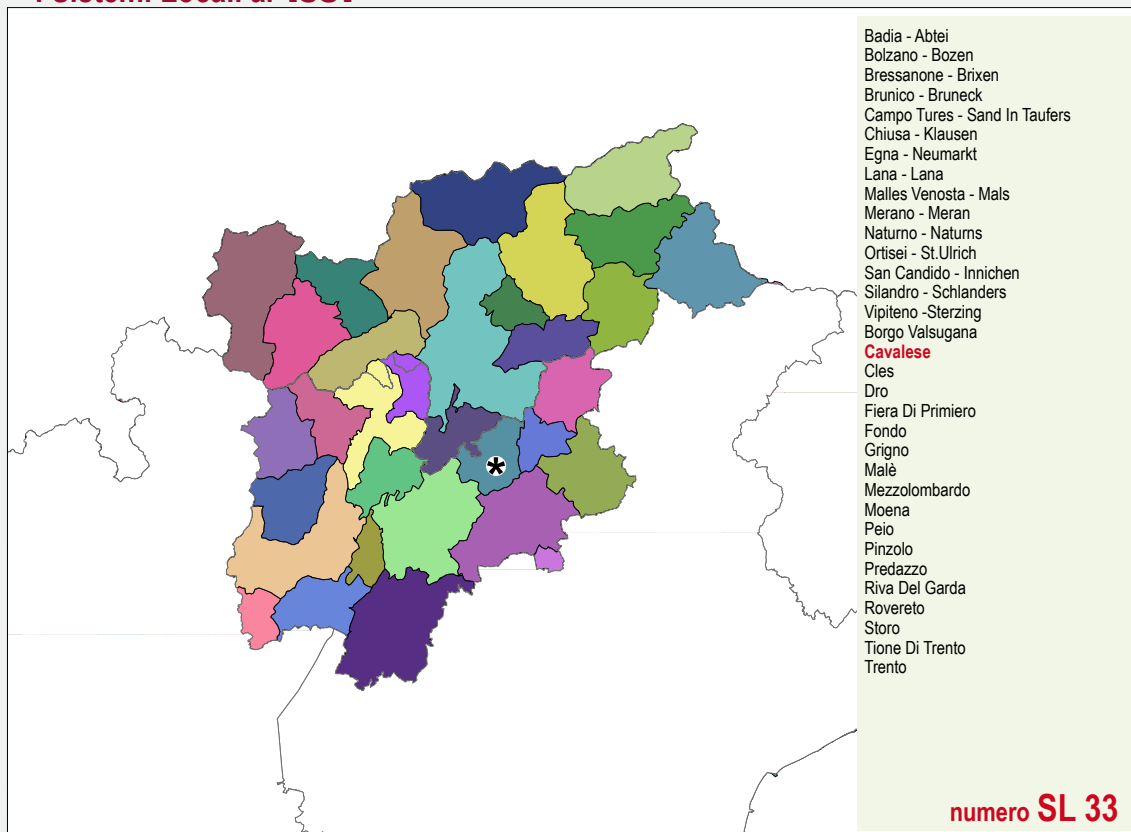 Badia - Abtei
Bolzano - Bozen
Bressanone - Brixen
Brunico - Bruneck
Campo Tures - Sand In Taufers
Chiusa - Klausen
Egna - Neumarkt
Lana - Lana
Malles Venosta - Mals
Merano - Meran
Naturno - Naturns
Ortisei - St.Ulrich
San Candido - Innichen
Silandro - Schlanders
Vipiteno -Sterzing
Borgo Valsugana
Cavalese
Cles
Dro
Fiera Di Primiero
Fondo
Grigno
Malè
Mezzolombardo
Moena
Peio
Pinzolo
Predazzo
Riva Del Garda
Rovereto
Storo
Tione Di Trento
Trento
numero SL 33